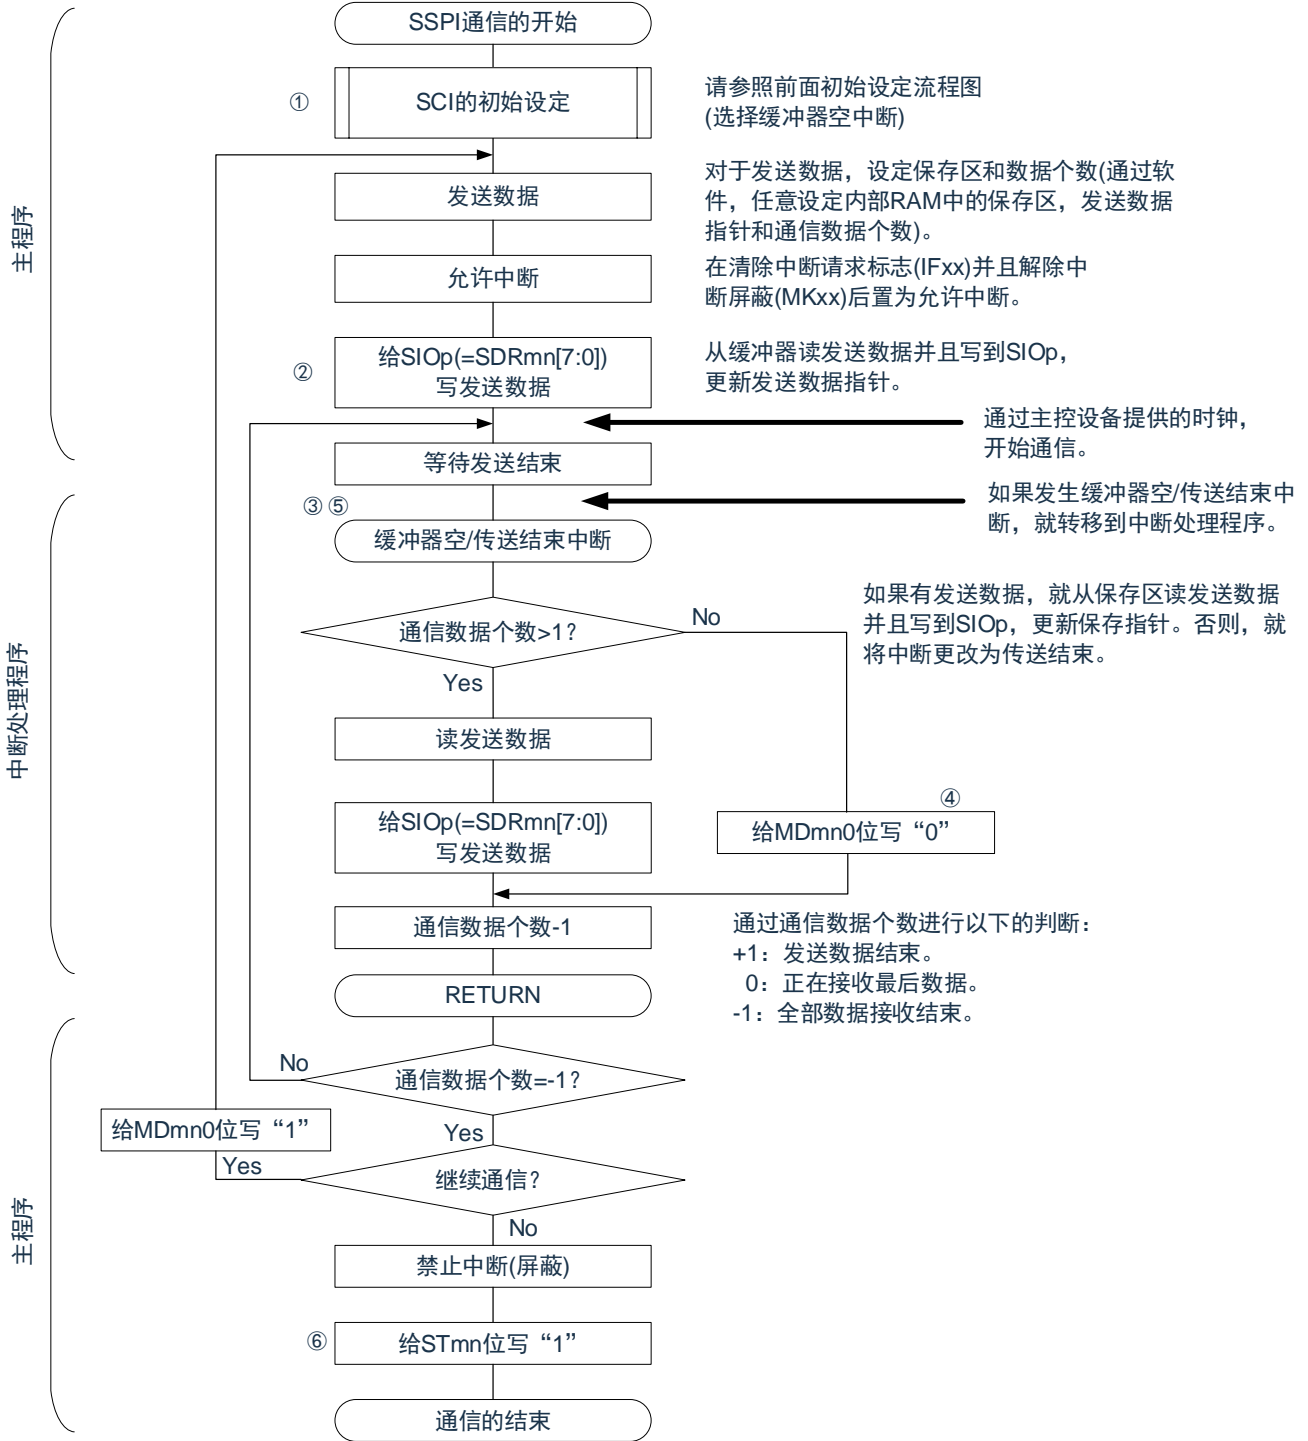 SSPI通信的开始
①
SCI的初始设定
请参照前面初始设定流程图
(选择缓冲器空中断)
发送数据
对于发送数据，设定保存区和数据个数(通过软
件，任意设定内部RAM中的保存区，发送数据
指针和通信数据个数)。
主程序
允许中断
在清除中断请求标志(IFxx)并且解除中
断屏蔽(MKxx)后置为允许中断。
②
给SIOp(=SDRmn[7:0])
写发送数据
从缓冲器读发送数据并且写到SIOp，
更新发送数据指针。
通过主控设备提供的时钟，
开始通信。
等待发送结束
③ ⑤
如果发生缓冲器空/传送结束中
断，就转移到中断处理程序。
缓冲器空/传送结束中断
通信数据个数>1?
No
如果有发送数据，就从保存区读发送数据
并且写到SIOp，更新保存指针。否则，就
将中断更改为传送结束。
Yes
中断处理程序
读发送数据
④
给SIOp(=SDRmn[7:0])
写发送数据
给MDmn0位写“0”
通信数据个数-1
通过通信数据个数进行以下的判断：
+1：发送数据结束。
0：正在接收最后数据。
-1：全部数据接收结束。
RETURN
No
通信数据个数=-1?
给MDmn0位写“1”
Yes
Yes
继续通信?
主程序
No
禁止中断(屏蔽)
⑥
给STmn位写“1”
通信的结束